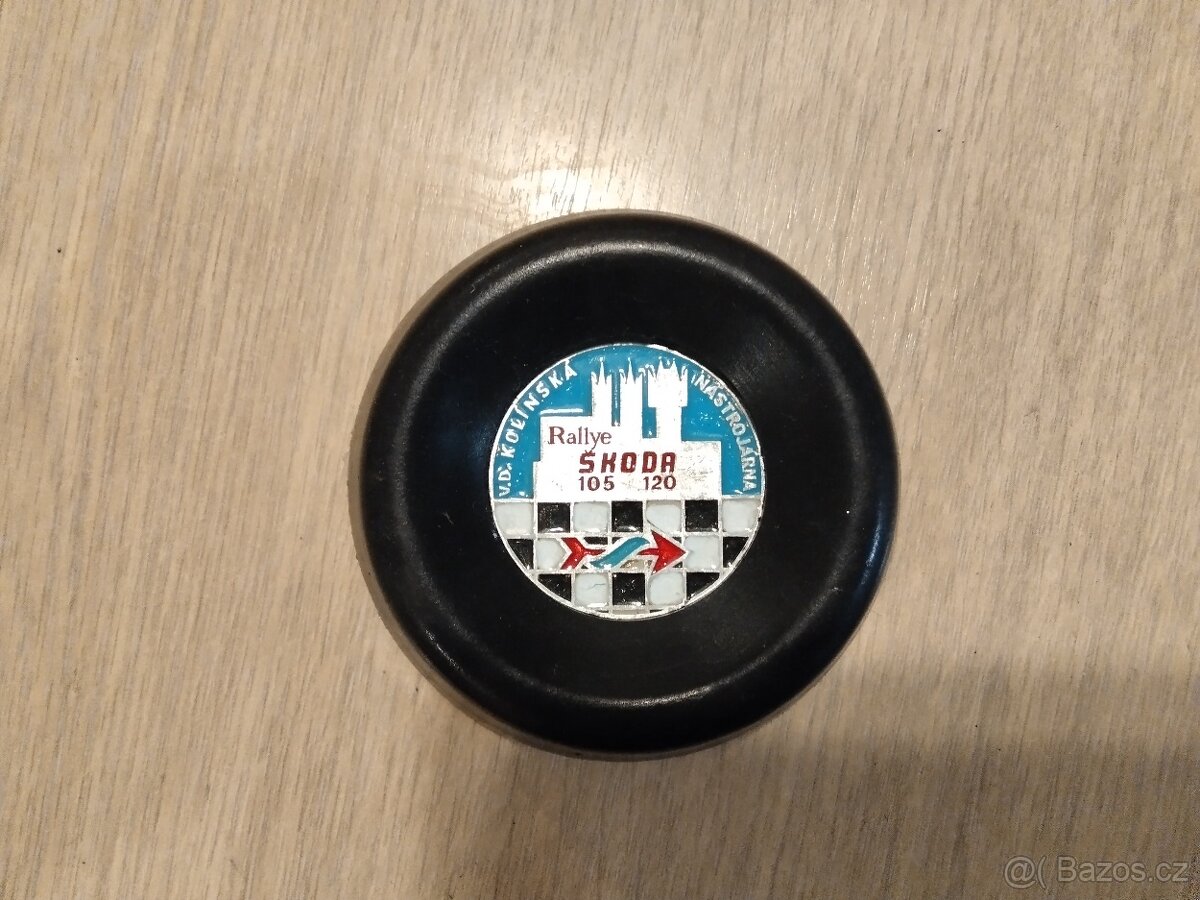 V.D. KOLÍNSKÁ NÁSTROJÁRNA
Rallye
ŠKODA
105 120
@( Bazos.cz